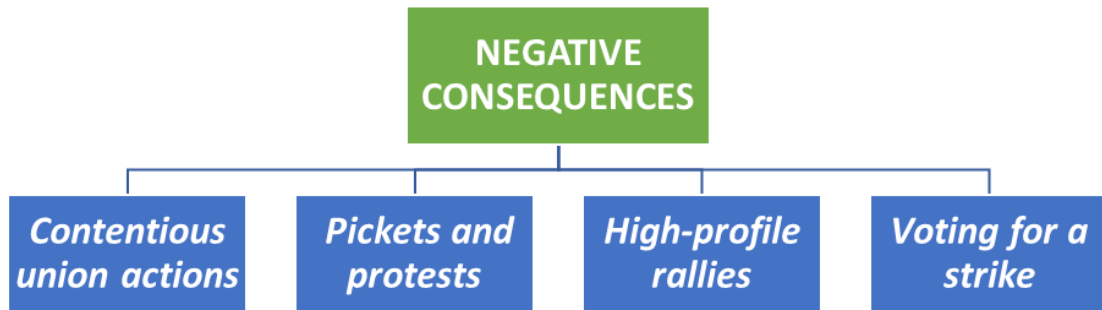 NEGATIVE
CONSEQUENCES
Contentious
union actions
Pickets and
protests
High-profile
rallies
Voting for a
strike